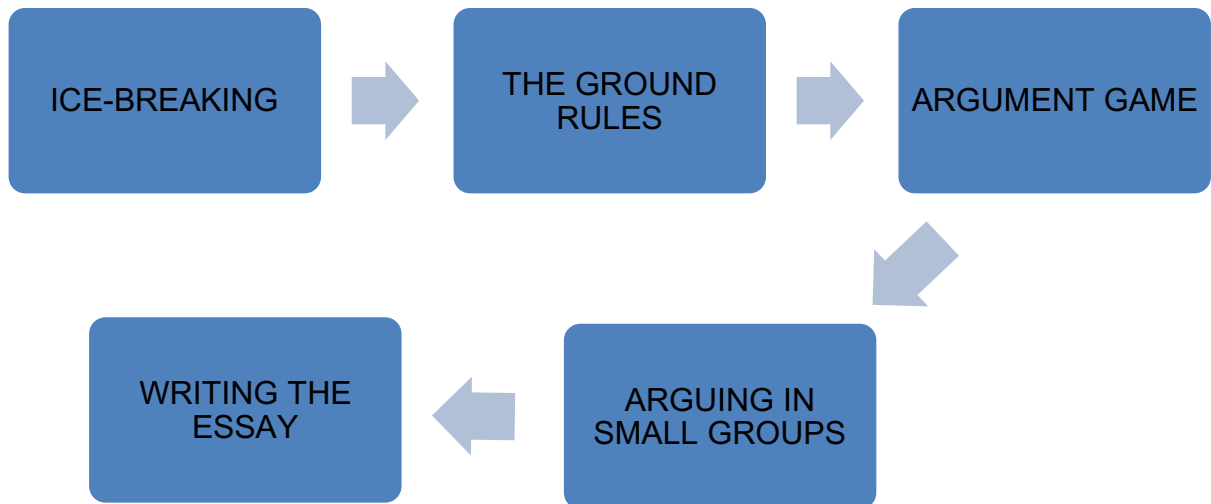 ICE-BREAKING
THE GROUND
RULES
ARGUMENT GAME
ARGUING IN
SMALL GROUPS
WRITING THE
ESSAY